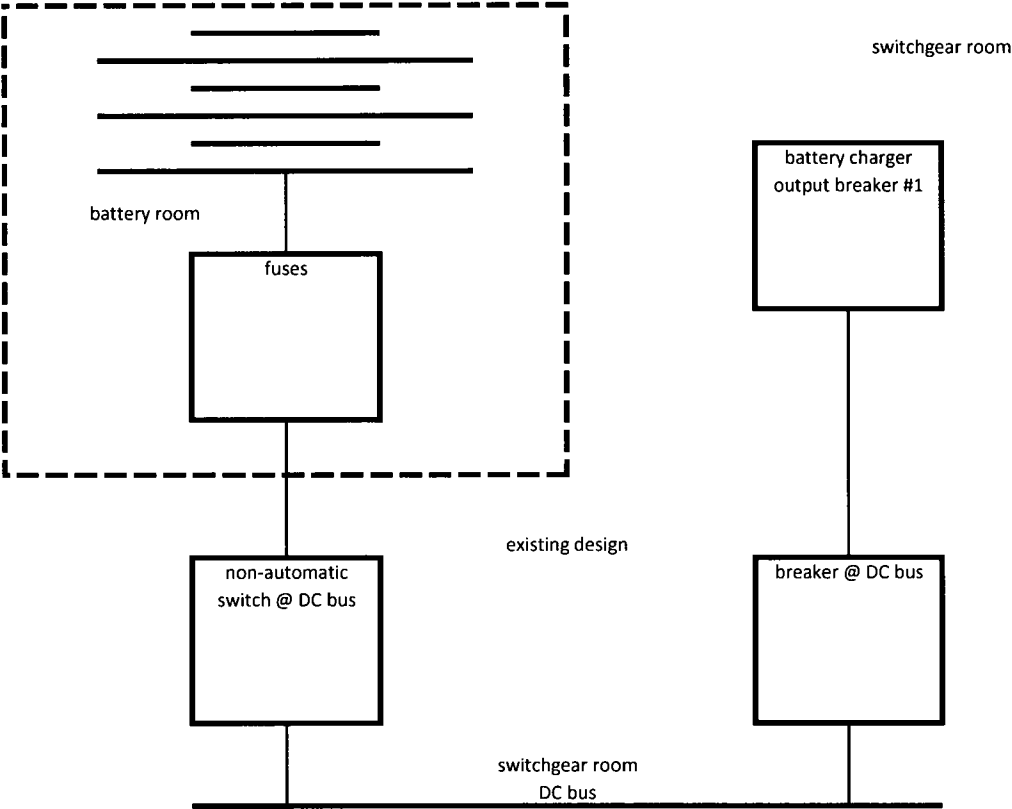 switchgear room
battery charger
output breaker #1
battery room
fuses
existing design
non-automatic
switch @ DC bus
breaker @ DC bus
switchgear room
DC bus